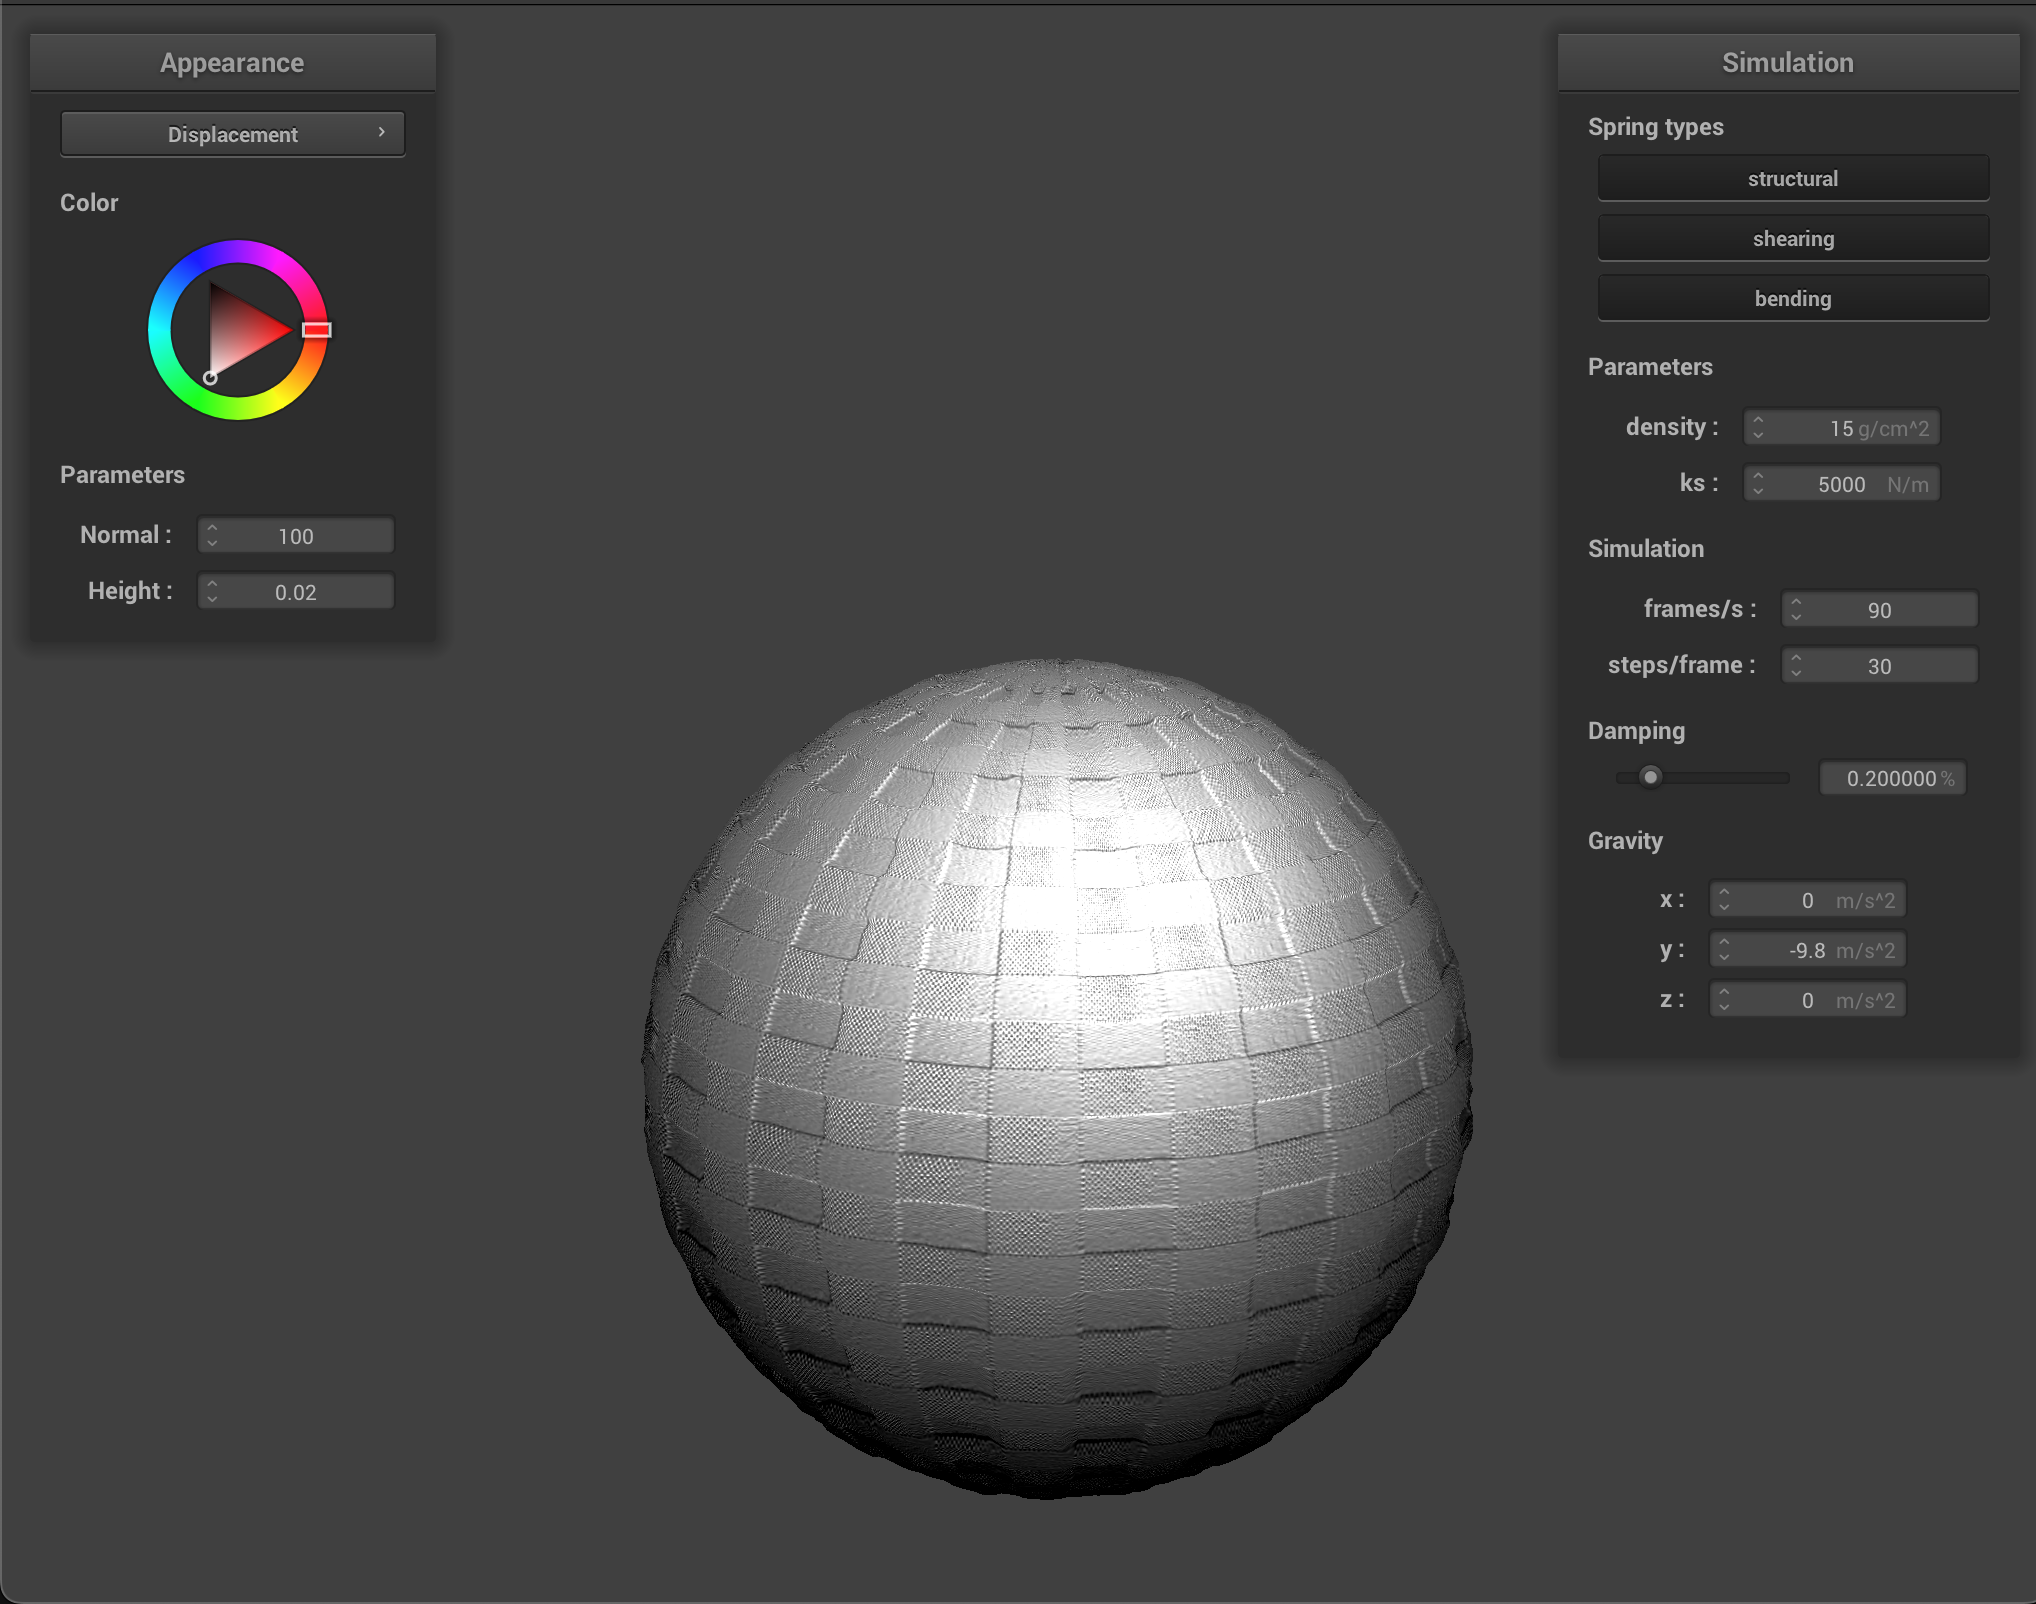 Appearance
Displacement
Color
Parameters
Normal : 100
Height : 0.02
Simulation
Spring types
structural
shearing
bending
Parameters
density : 15 g/cm^2
ks : 5000 N/m
Simulation
frames/s : 90
steps/frame : 30
Damping
0.200000 %
Gravity
x : 0 m/s^2
y : -9.8 m/s^2
z : 0 m/s^2